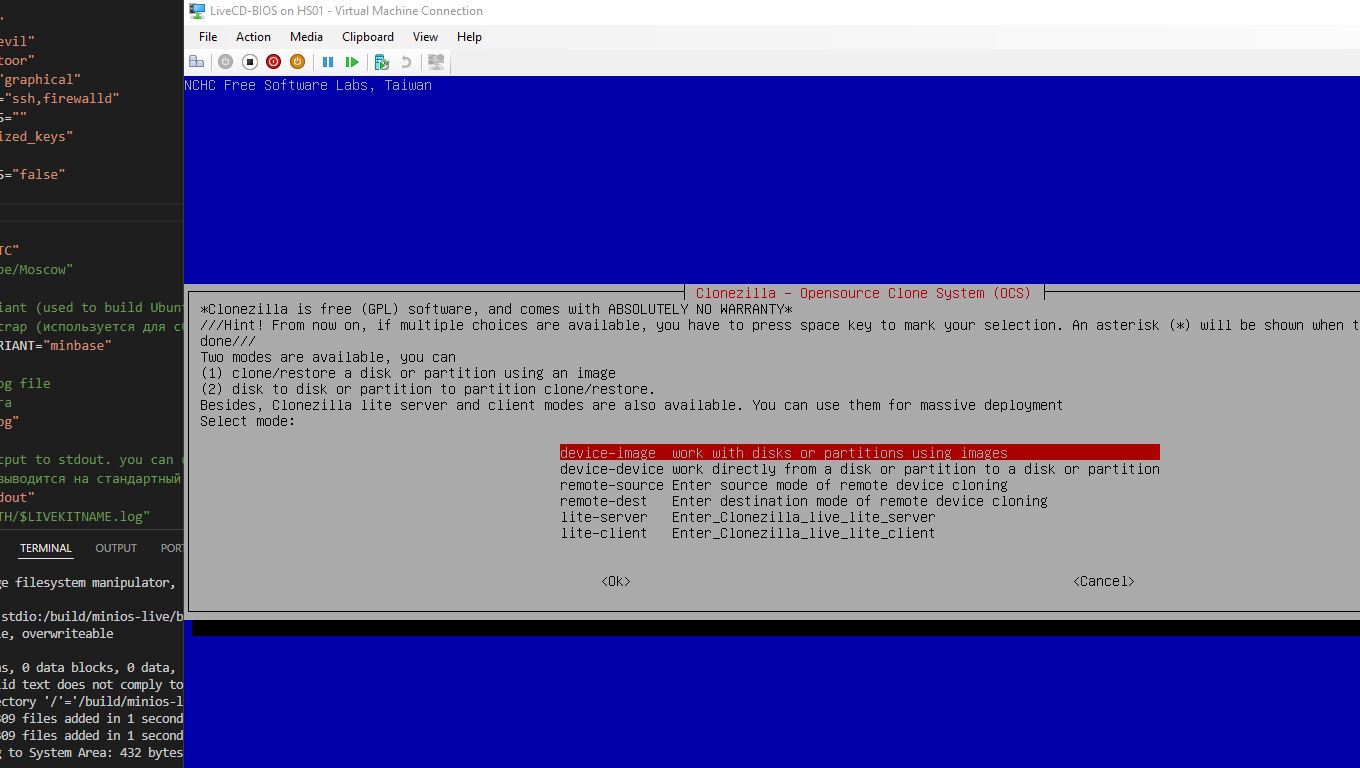 LiveCD-BIOS on HS01 - Virtual Machine Connection
File Action Media Clipboard View Help
NCHC Free Software Labs, Taiwan
Clonezilla - Opensource Clone System (OCS)
*Clonezilla is free (GPL) software, and comes with ABSOLUTELY NO WARRANTY*
///Hint! From now on, if multiple choices are available, you have to press space key to mark your selection. An asterisk (*) will be shown when t
done///
Two modes are available, you can
(1) clone/restore a disk or partition using an image
(2) disk to disk or partition to partition clone/restore.
Besides, Clonezilla lite server and client modes are also available. You can use them for massive deployment
Select mode:
device-image work with disks or partitions using images
device-device work directly from a disk or partition to a disk or partition
remote-source Enter source mode of remote device cloning
remote-dest Enter destination mode of remote device cloning
lite-server Enter_Clonezilla_live_lite_server
lite-client Enter_Clonezilla_live_lite_client
<Ok> <Cancel>
"
evil"
toor"
"graphical"
="ssh,firewalld"
S=""
ized_keys"
S="false"
TC"
pe/Moscow"
iant (used to build Ubun
trap (используется для с
RIANT="minbase"
og file
га
og"
tput to stdout. you can
выводится на стандартный
dout"
TH/$LIVEKITNAME.log"
TERMINAL OUTPUT POR
ge filesystem manipulator,
stdio:/build/minios-live/b
le, overwriteable
ns, 0 data blocks, 0 data,
lid text does not comply to
ectory '/'='/build/minios-l
309 files added in 1 second
309 files added in 1 second
g to System Area: 432 bytes